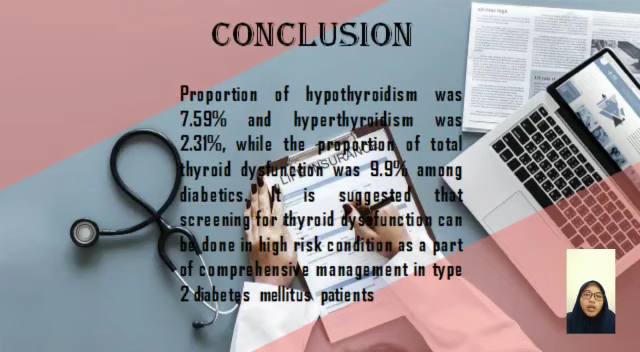 CONCLUSION
Proportion of hypothyroidism was
7.59% and hyperthyroidism was
2.31%, while the proportion of total
thyroid dysfunction was 9.9% among
diabetics. It is suggested that
screening for thyroid dysfunction can
be done in high risk condition as a part
of comprehensive management in type
2 diabetes mellitus patients
LIFE INSURANCE